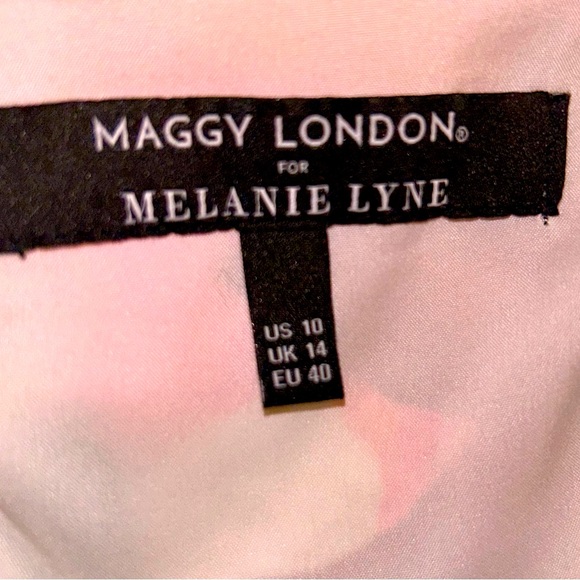 MAGGY LONDON®
FOR
MELANIE LYNE
US 10
UK 14
EU 40